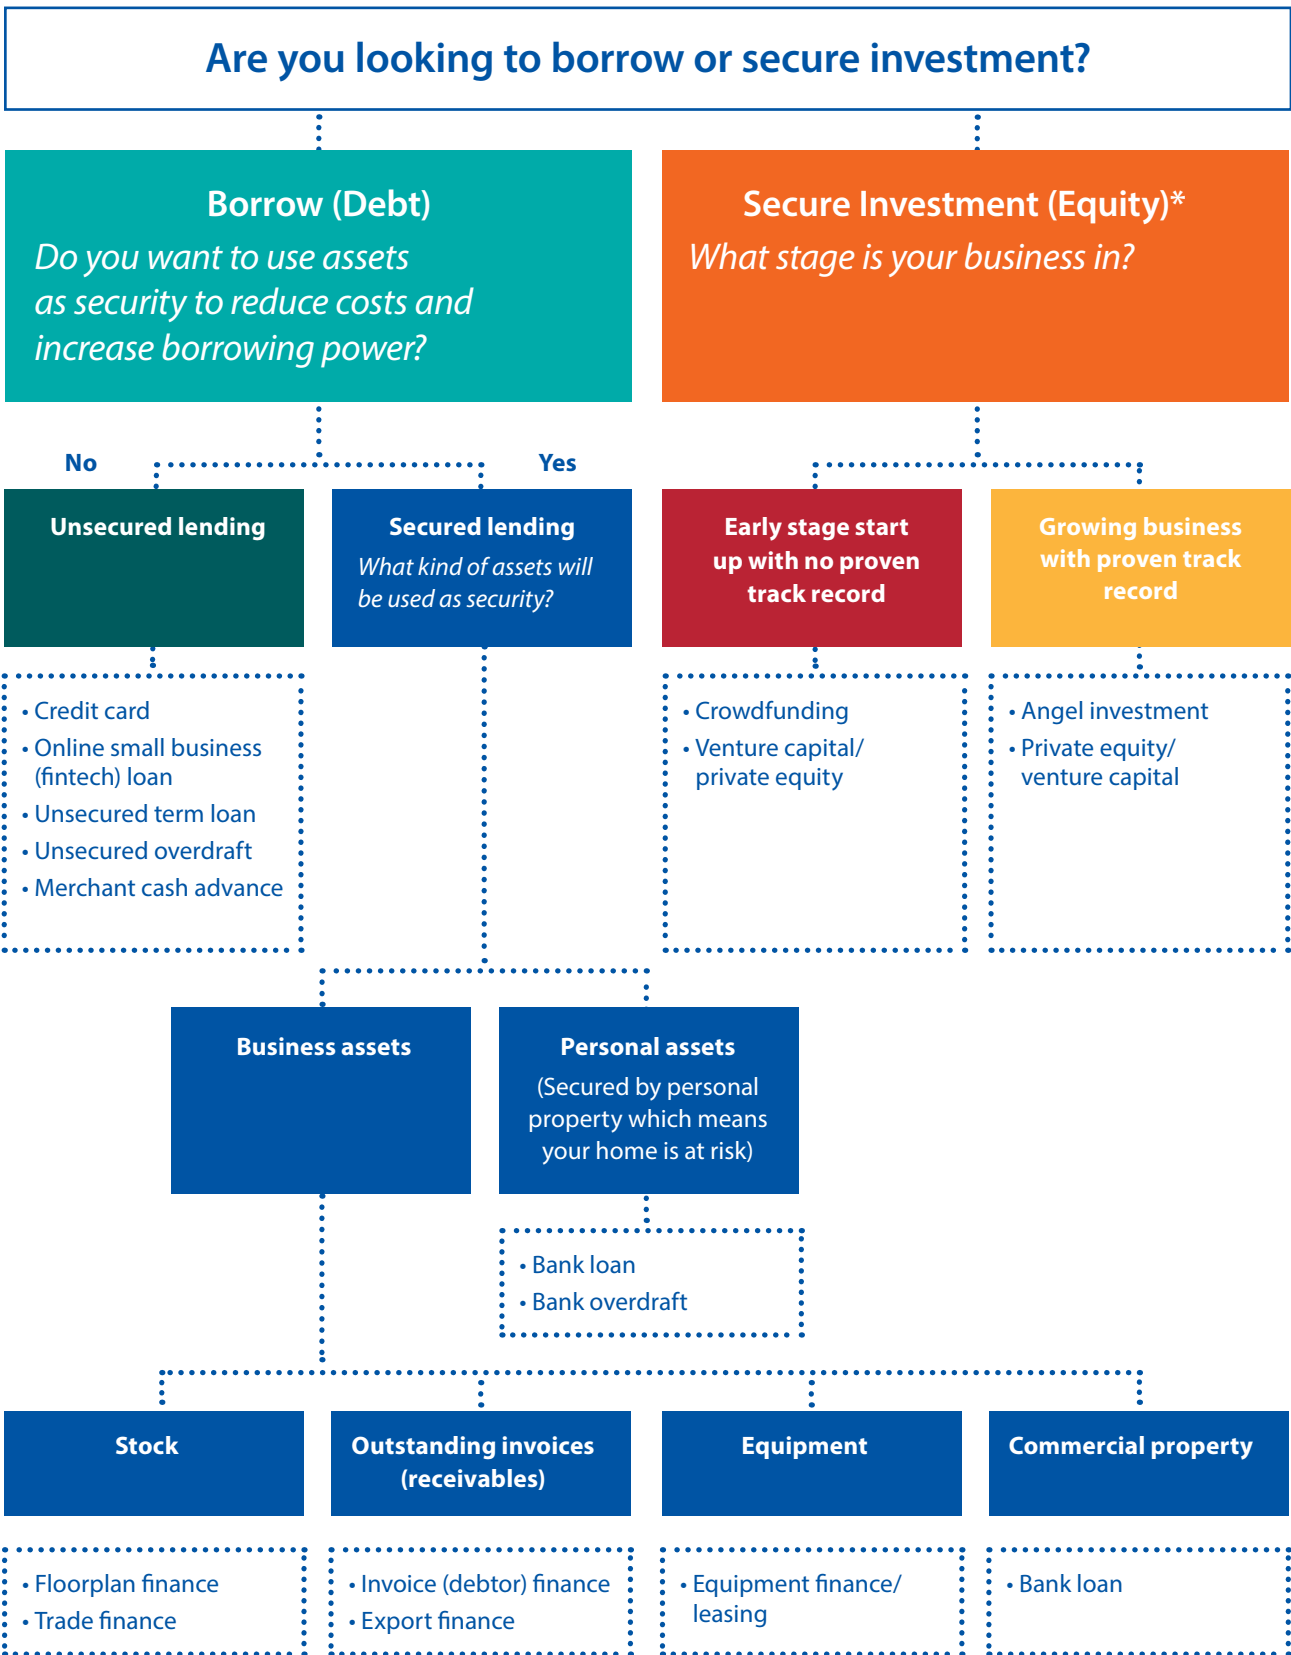 Are you looking to borrow or secure investment?
Borrow (Debt)
Do you want to use assets
as security to reduce costs and
increase borrowing power?
Secure Investment (Equity)*
What stage is your business in?
No
Yes
Unsecured lending
Secured lending
What kind of assets will
be used as security?
Early stage start
up with no proven
track record
Growing business
with proven track
record
• Credit card
• Online small business
(fintech) loan
• Unsecured term loan
• Unsecured overdraft
• Merchant cash advance
• Crowdfunding
• Venture capital/
private equity
• Angel investment
• Private equity/
venture capital
Business assets
Personal assets
(Secured by personal
property which means
your home is at risk)
• Bank loan
• Bank overdraft
Stock
Outstanding invoices
(receivables)
Equipment
Commercial property
• Floorplan finance
• Trade finance
• Invoice (debtor) finance
• Export finance
• Equipment finance/
leasing
• Bank loan